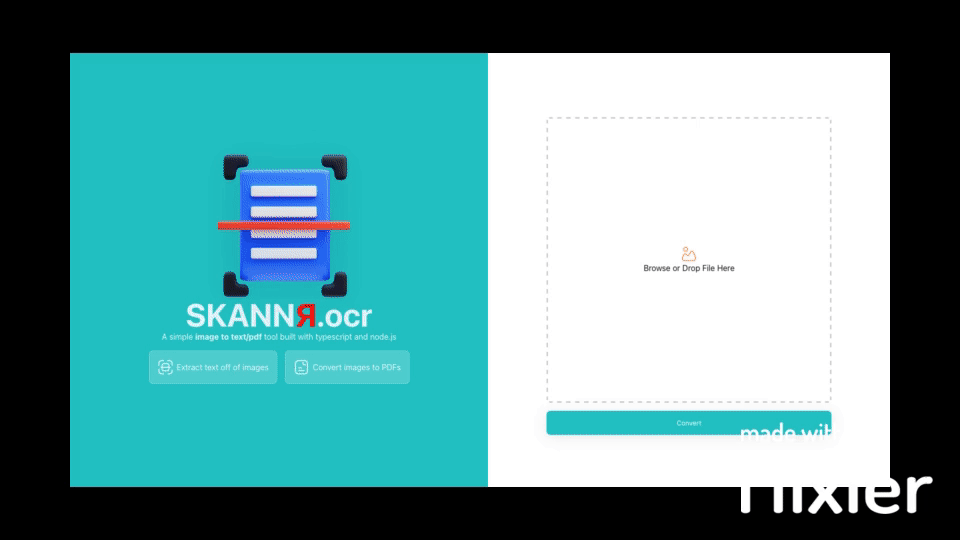 SKANNЯ.ocr
A simple image to text/pdf tool built with typescript and node.js
Extract text off of images
Convert images to PDFs
Browse or Drop File Here
Convert
made wit